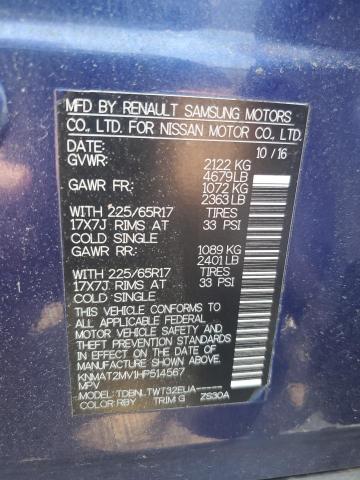 MFD BY RENAULT SAMSUNG MOTORS
CO., LTD. FOR NISSAN MOTOR CO., LTD.
DATE: 10/16
GVWR: 2122 KG
4679LB
GAWR FR: 1072 KG
2363 LB
WITH 225/65R17 TIRES
17X7J RIMS AT 33 PSI
COLD SINGLE
GAWR RR: 1089 KG
2401 LB
WITH 225/65R17 TIRES
17X7J RIMS AT 33 PSI
COLD SINGLE
THIS VEHICLE CONFORMS TO ALL
APPLICABLE U.S. FEDERAL MOTOR
VEHICLE SAFETY, BUMPER, AND
THEFT PREVENTION STANDARDS
IN EFFECT ON THE DATE OF
MANUFACTURE SHOWN ABOVE.
KNMAT2MV1HP514567
MPV
MODEL: TDBNLTWT32EUA-----
COLOR:RBY TRIM:G ZS30A